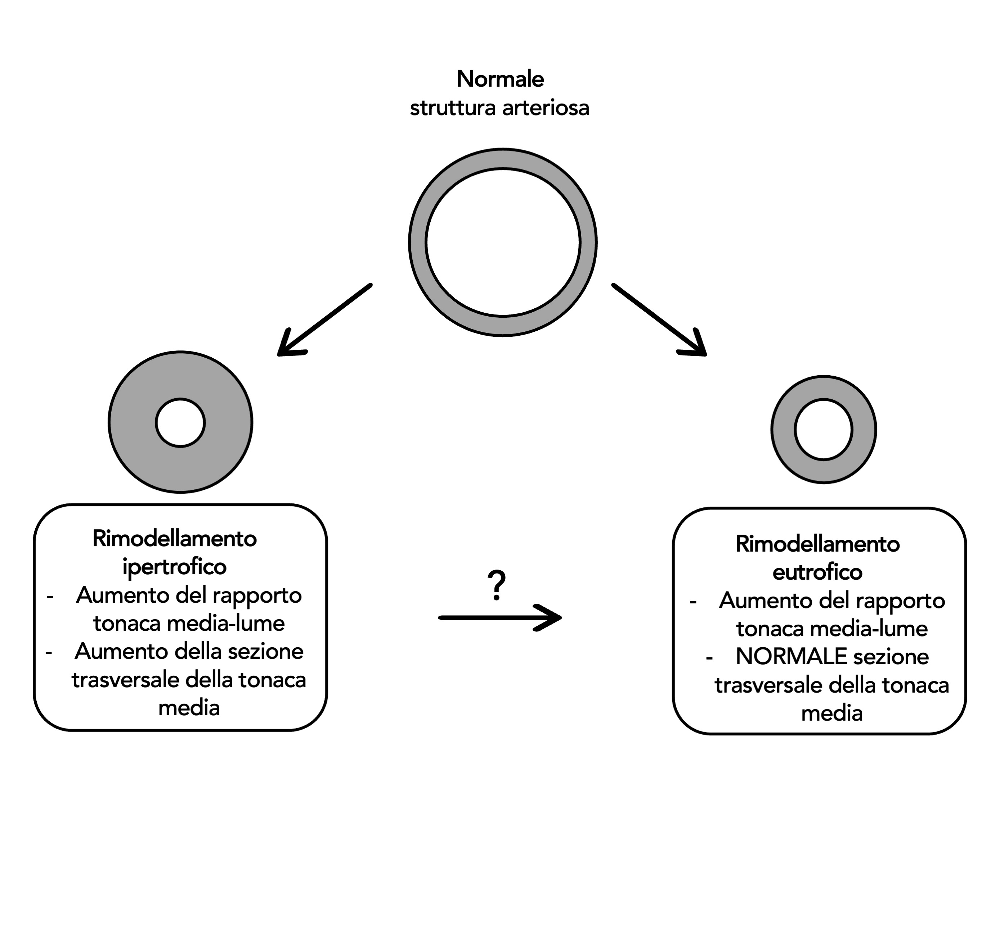 Normale
struttura arteriosa
Rimodellamento
ipertrofico
- Aumento del rapporto
tonaca media-lume
- Aumento della sezione
trasversale della tonaca
media
?
Rimodellamento
eutrofico
- Aumento del rapporto
tonaca media-lume
- NORMALE sezione
trasversale della tonaca
media